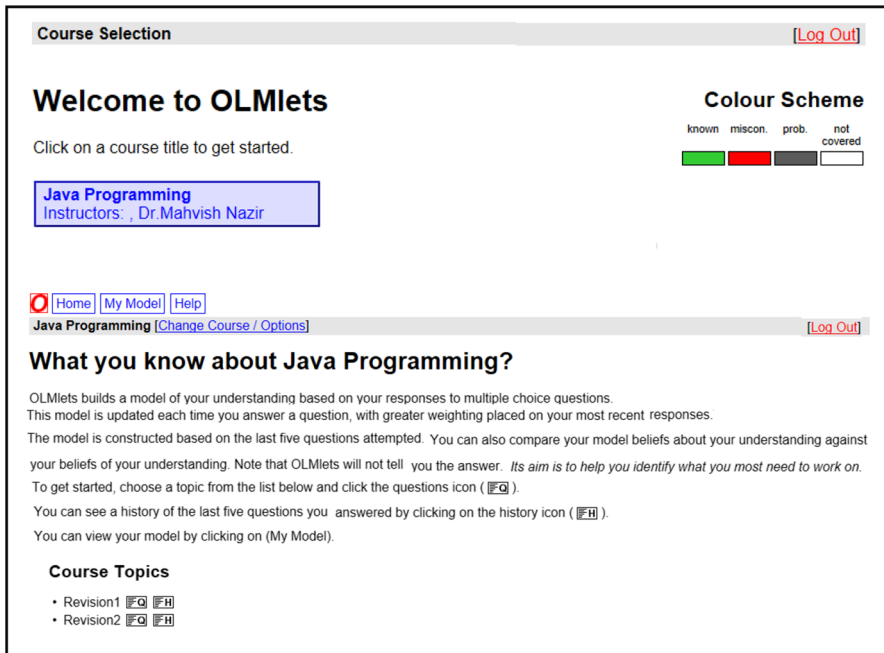 Course Selection [Log Out]
Welcome to OLMlets
Colour Scheme
known miscon. prob. not covered
Click on a course title to get started.
Java Programming
Instructors: , Dr.Mahvish Nazir
O Home My Model Help
Java Programming [Change Course / Options] [Log Out]
What you know about Java Programming?
OLMlets builds a model of your understanding based on your responses to multiple choice questions.
This model is updated each time you answer a question, with greater weighting placed on your most recent responses.
The model is constructed based on the last five questions attempted. You can also compare your model beliefs about your understanding against
your beliefs of your understanding. Note that OLMlets will not tell you the answer. Its aim is to help you identify what you most need to work on.
To get started, choose a topic from the list below and click the questions icon ( Q ).
You can see a history of the last five questions you answered by clicking on the history icon ( H ).
You can view your model by clicking on (My Model).
Course Topics
• Revision1 Q H
• Revision2 Q H